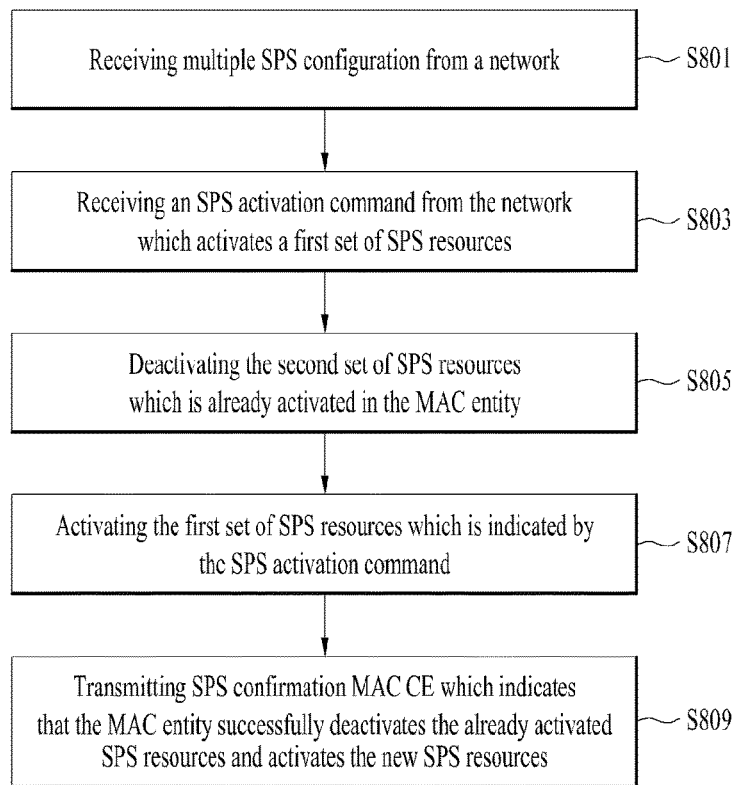 Receiving multiple SPS configuration from a network
S801
Receiving an SPS activation command from the network
which activates a first set of SPS resources
S803
Deactivating the second set of SPS resources
which is already activated in the MAC entity
S805
Activating the first set of SPS resources which is indicated by
the SPS activation command
S807
Transmitting SPS confirmation MAC CE which indicates
that the MAC entity successfully deactivates the already activated
SPS resources and activates the new SPS resources
S809